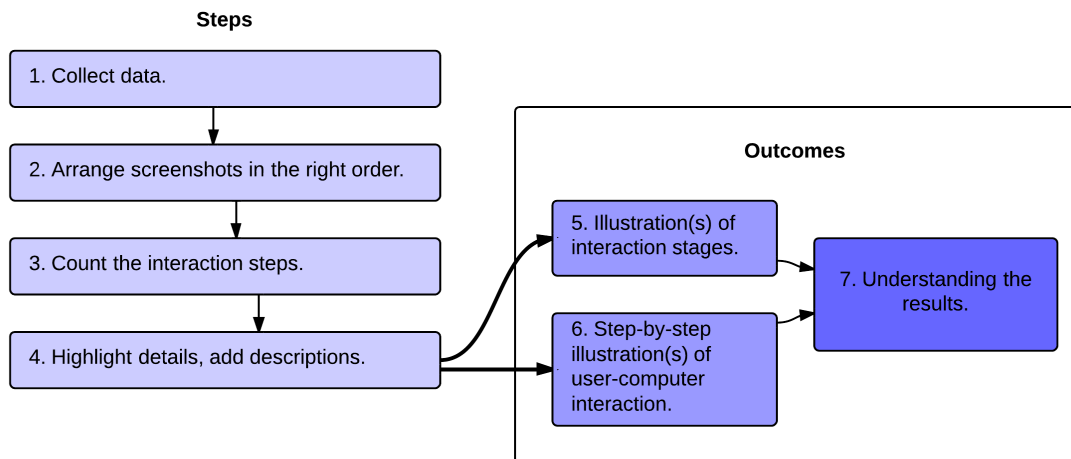 Steps
1. Collect data.
2. Arrange screenshots in the right order.
3. Count the interaction steps.
4. Highlight details, add descriptions.
Outcomes
5. Illustration(s) of
interaction stages.
6. Step-by-step
illustration(s) of
user-computer
interaction.
7. Understanding the
results.